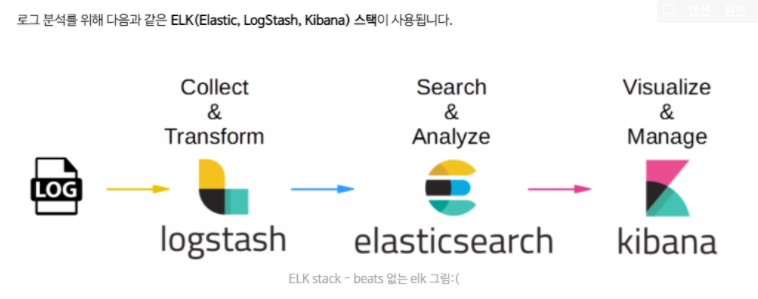 로그 분석를 위해 다음과 같은 ELK(Elastic, LogStash, Kibana) 스택이 사용됩니다.
Collect
&
Transform
Search
&
Analyze
Visualize
&
Manage
LOG
logstash
elasticsearch
kibana
ELK stack - beats 없는 elk 그림:(